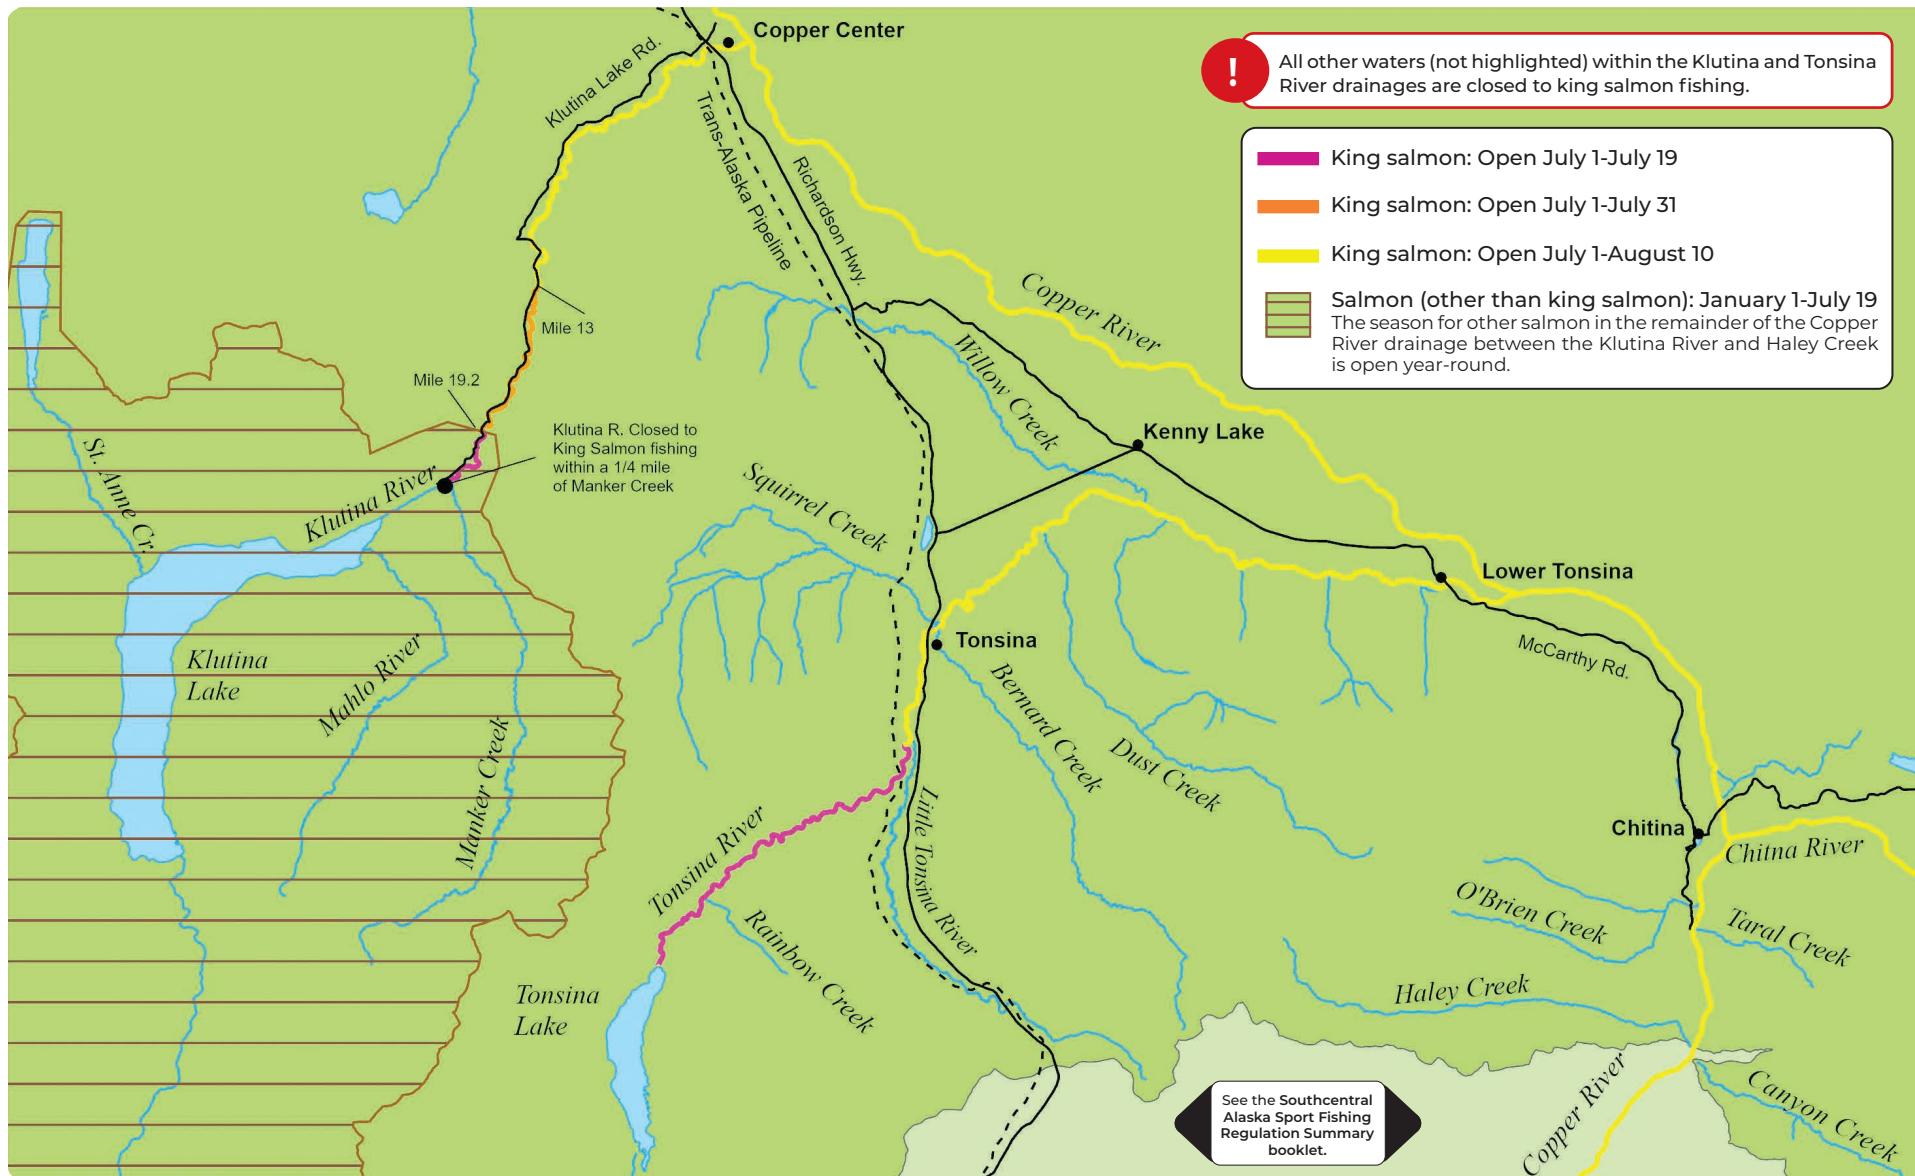 Copper Center
Klutina Lake Rd.
Trans-Alaska Pipeline
Richardson Hwy.
!
All other waters (not highlighted) within the Klutina and Tonsina
River drainages are closed to king salmon fishing.
King salmon: Open July 1-July 19
King salmon: Open July 1-July 31
King salmon: Open July 1-August 10
Salmon (other than king salmon): January 1-July 19
The season for other salmon in the remainder of the Copper
River drainage between the Klutina River and Haley Creek
is open year-round.
Copper River
Mile 13
Mile 19.2
Willow Creek
Kenny Lake
Klutina R. Closed to
King Salmon fishing
within a 1/4 mile
of Manker Creek
St. Anne Cr.
Klutina River
Squirrel Creek
Lower Tonsina
Tonsina
McCarthy Rd.
Klutina
Lake
Mahlo River
Manker Creek
Bernard Creek
Dust Creek
Tonsina River
Little Tonsina River
Chitina
Chitna River
Rainbow Creek
O'Brien Creek
Taral Creek
Haley Creek
Tonsina
Lake
Copper River
Canyon Creek
See the Southcentral
Alaska Sport Fishing
Regulation Summary
booklet.